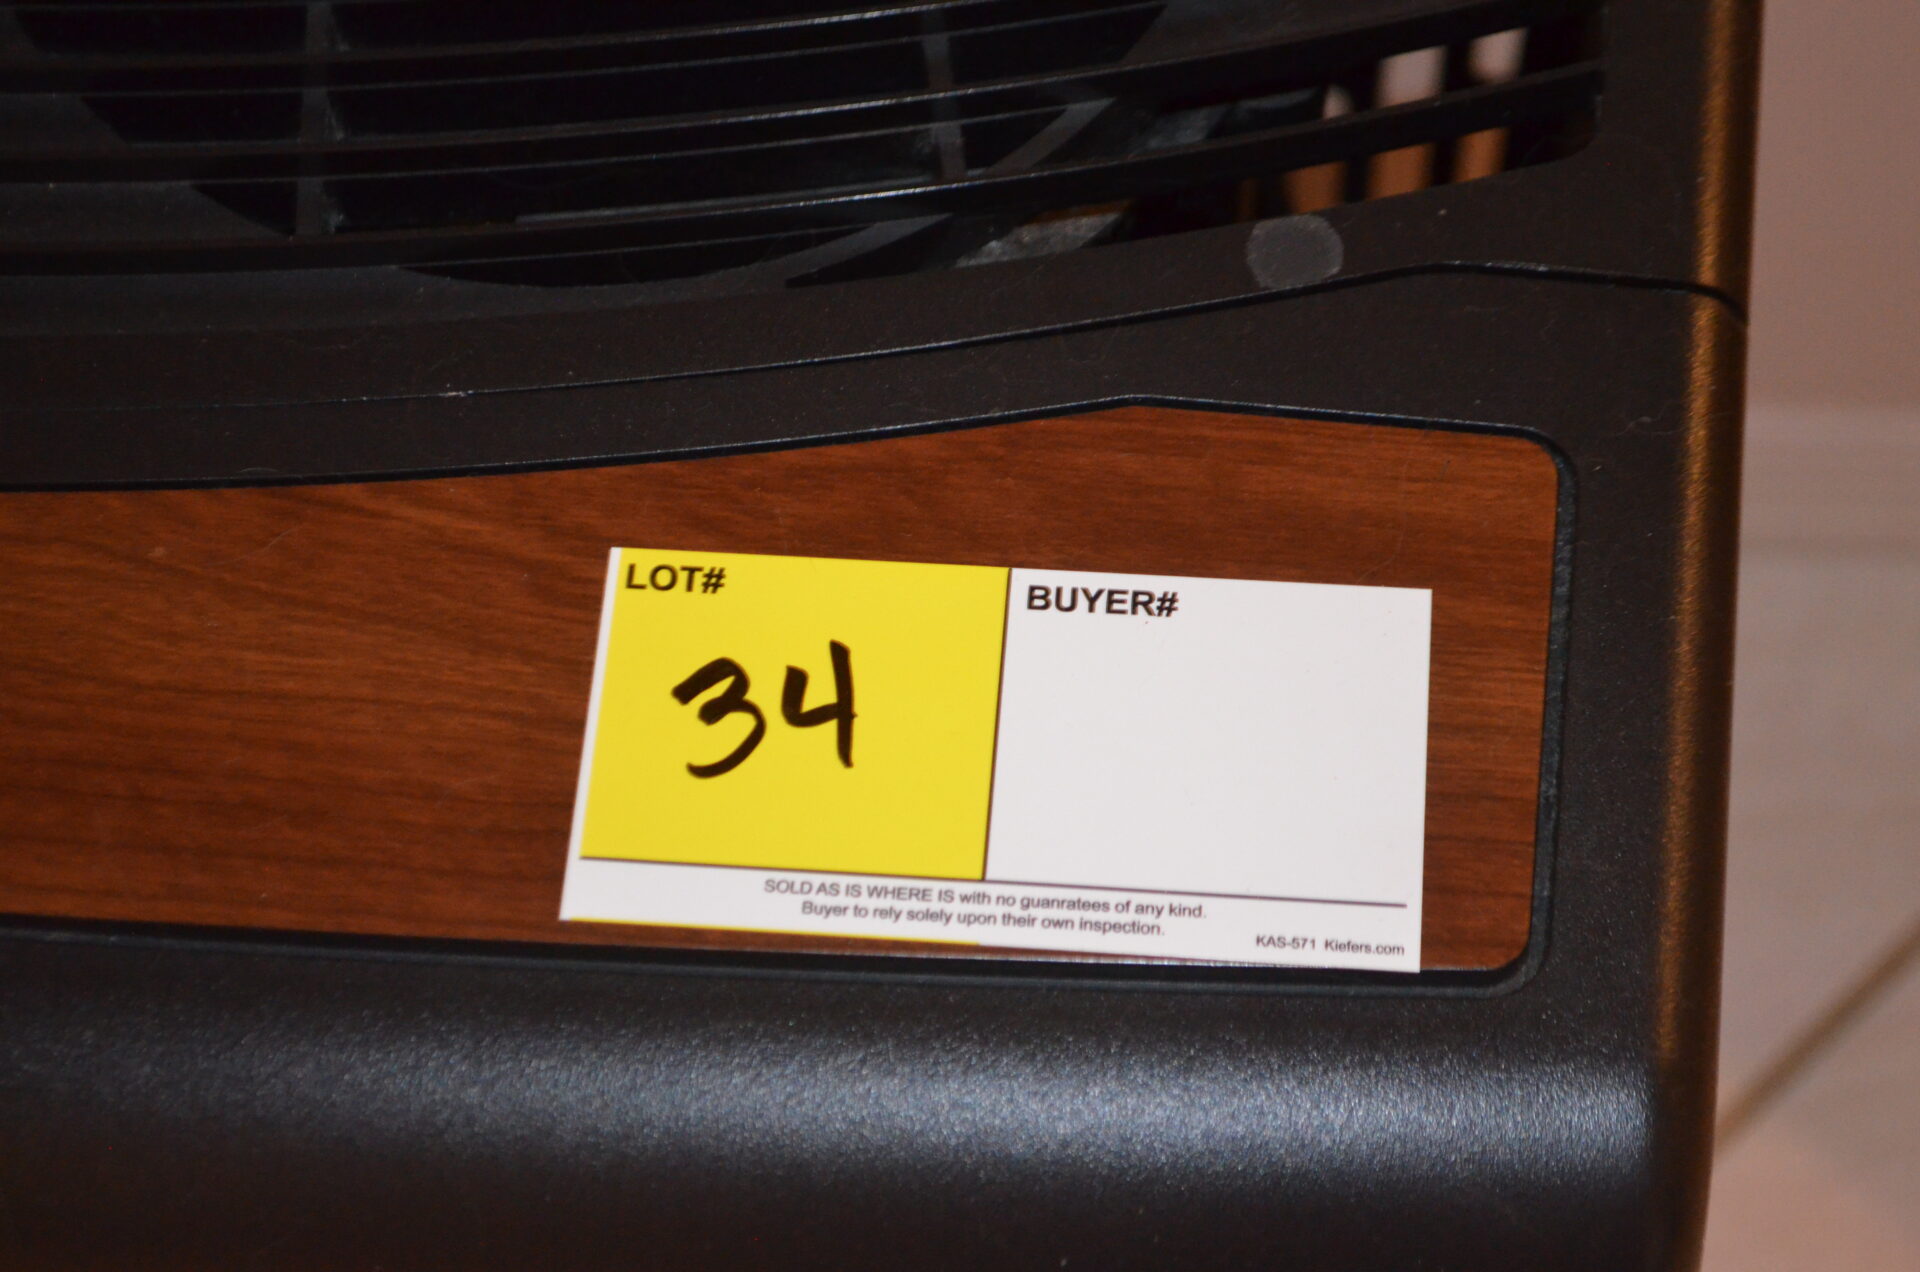 LOT#
BUYER#
34
SOLD AS IS WHERE IS with no guanratees of any kind.
Buyer to rely solely upon their own inspection.
KAS-571 Kiefers.com